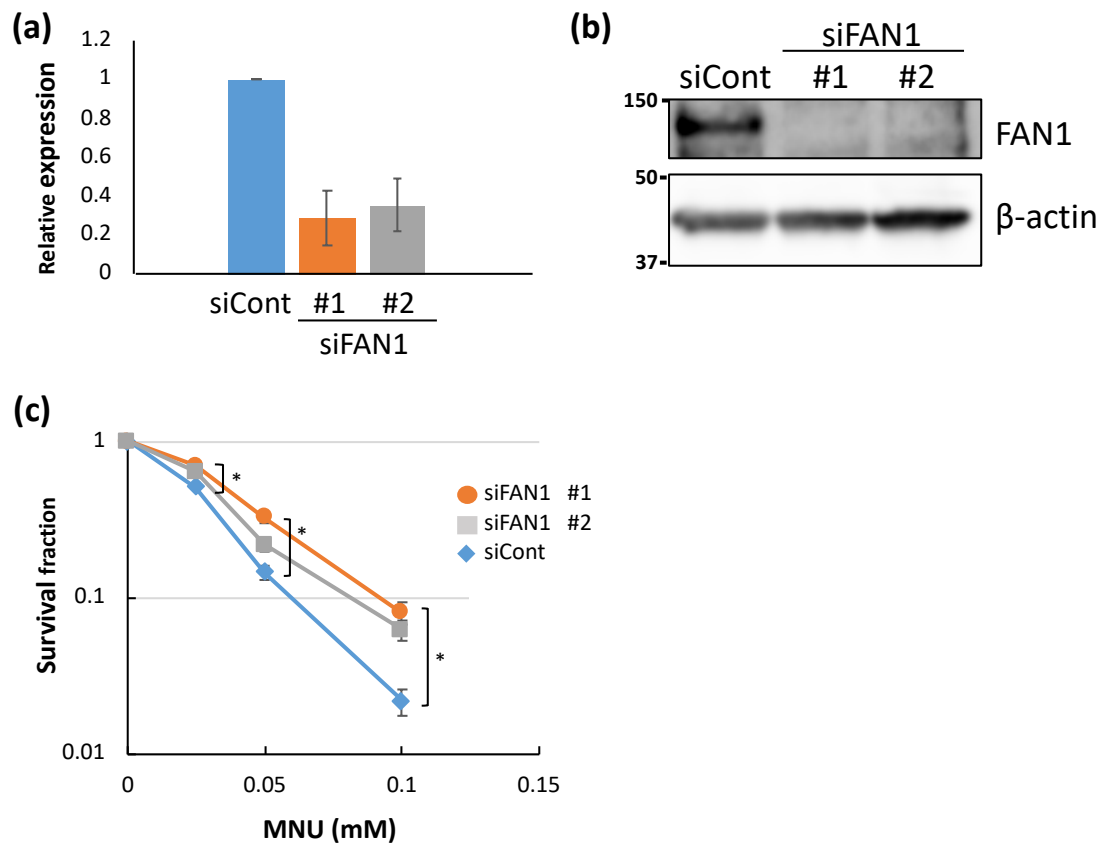 (a)
1.2
1
0.8
0.6
0.4
0.2
0
Relative expression
siCont #1 #2
siFAN1
(b)
siFAN1
siCont #1 #2
150
FAN1
50
β-actin
37
(c)
1
0.1
0.01
Survival fraction
*
*
*
siFAN1 #1
siFAN1 #2
siCont
0 0.05 0.1 0.15
MNU (mM)